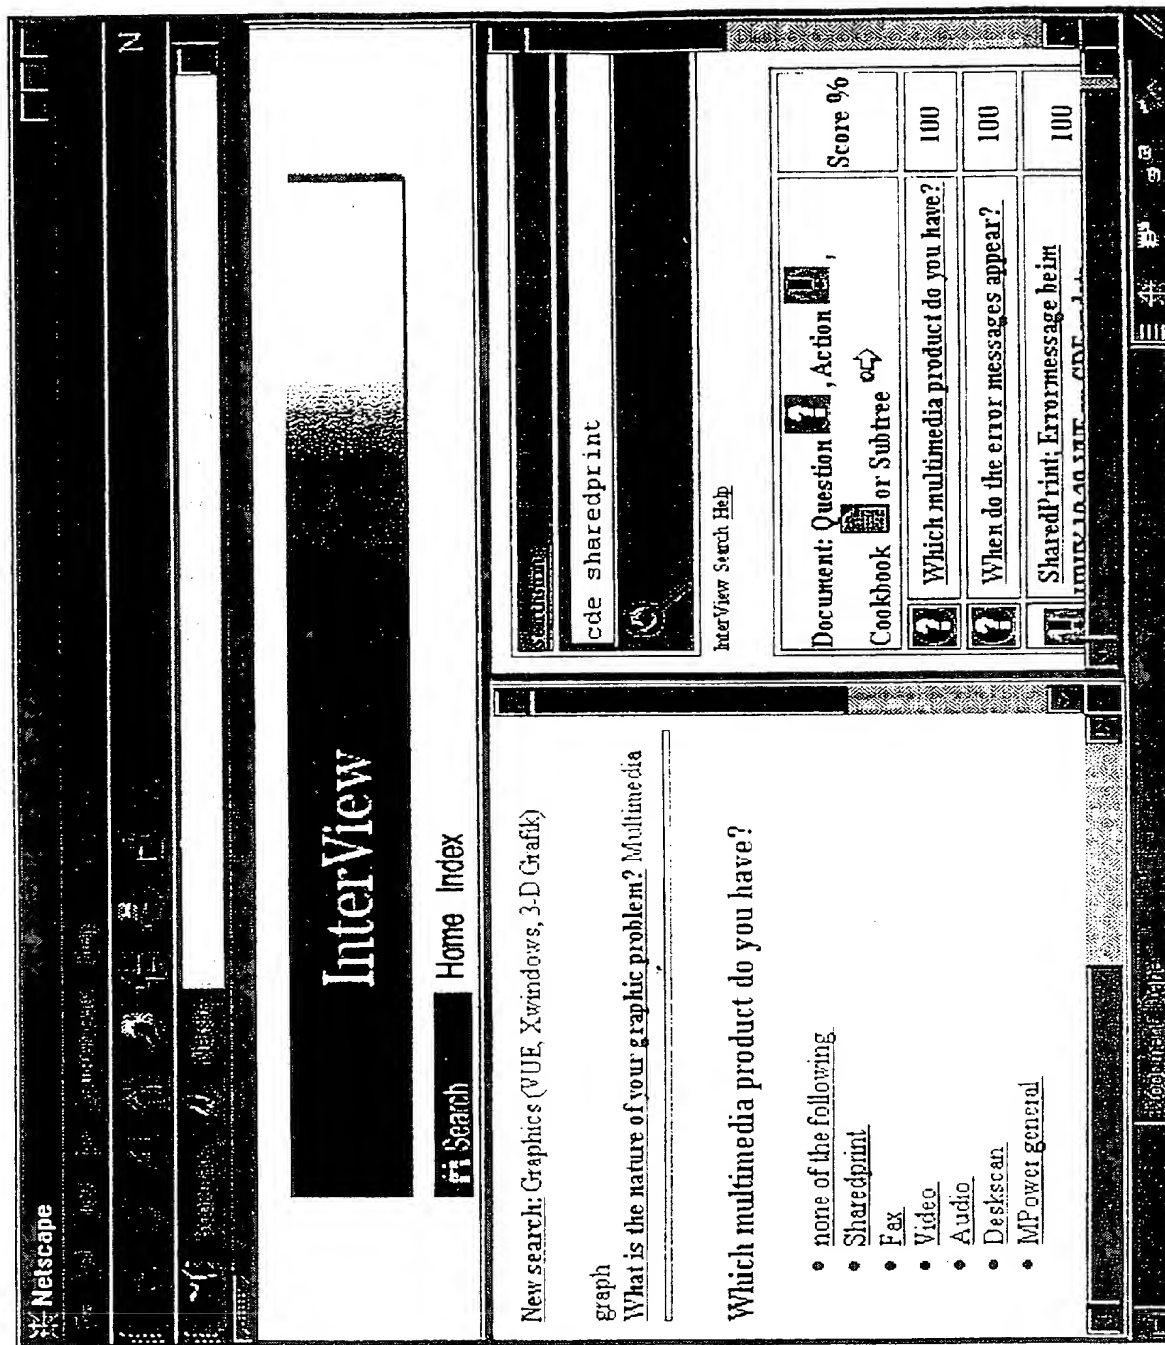 Netscape
N
InterView
Search Home Index
New search: Graphics (VUE, Xwindows, 3-D Grafik)
graph
What is the nature of your graphic problem? Multimedia
Which multimedia product do you have?
none of the following
Sharedprint
Fax
Video
Audio
Deskscan
MPower general
cde sharedprint
InterView Search Help
Document: Question ? , Action ,
Cookbook or Subtree
Score %
? Which multimedia product do you have? 100
? When do the error messages appear? 100
SharedPrint: Errormessage beim 100
Document: Done